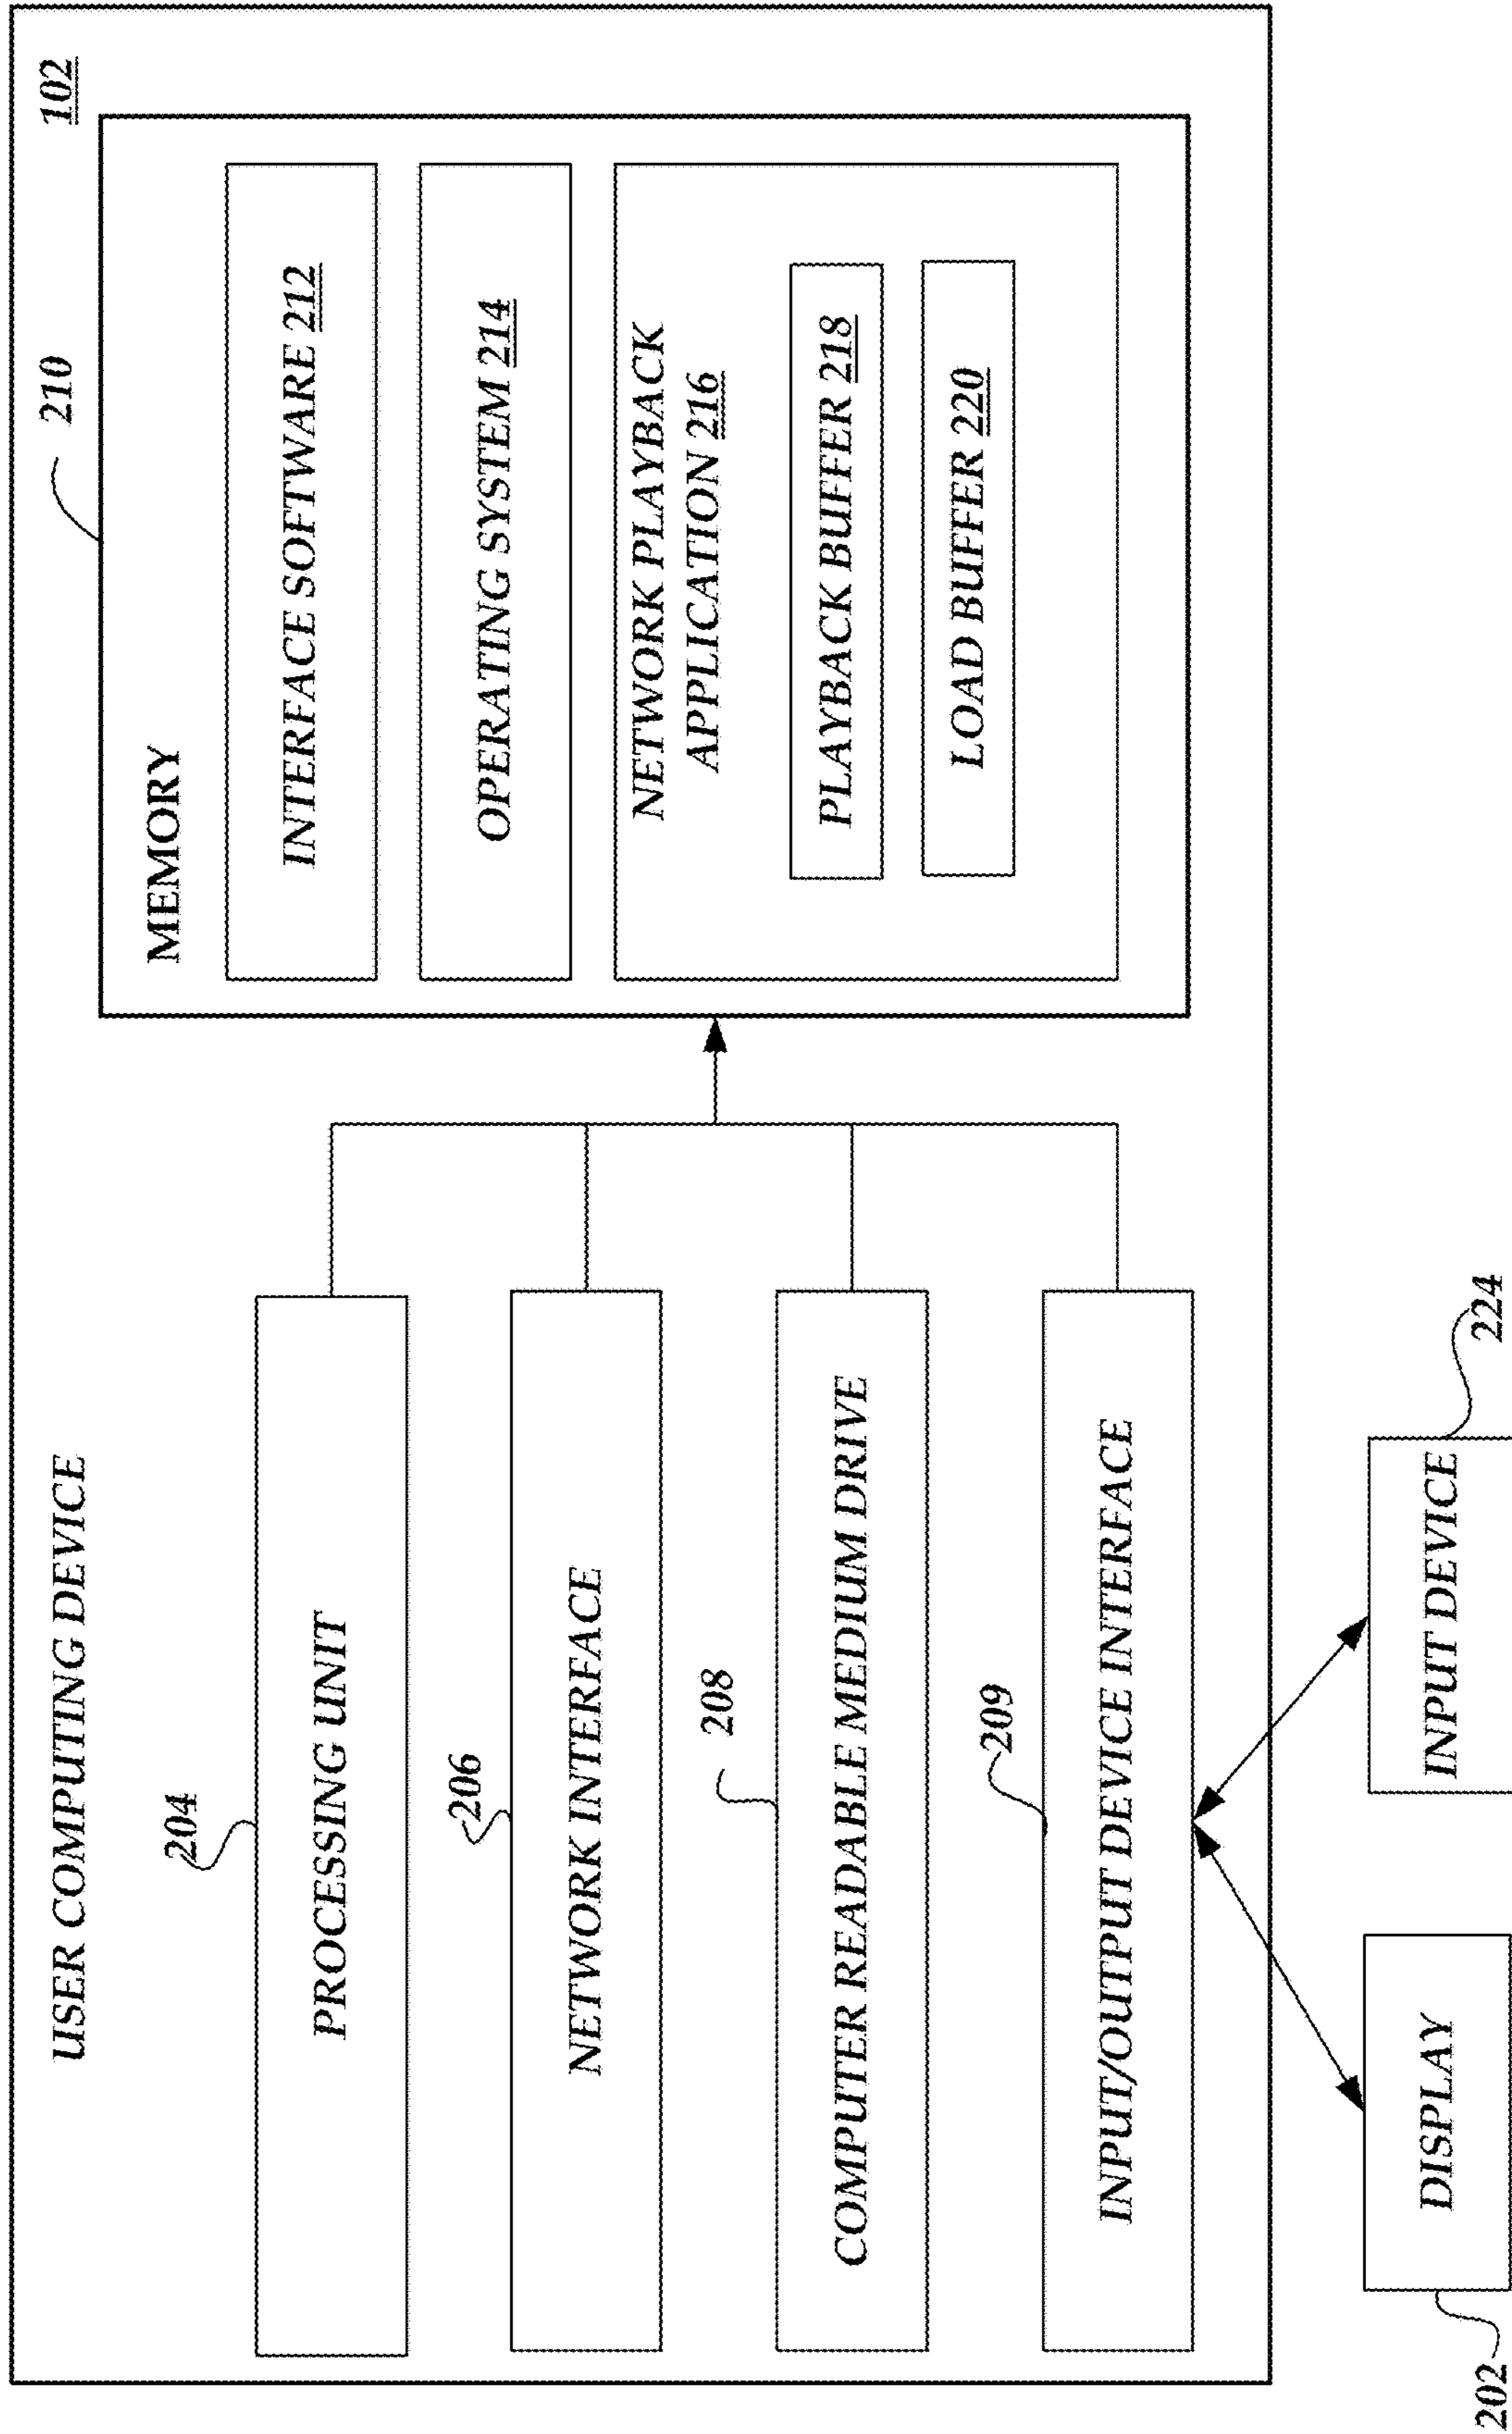 USER COMPUTING DEVICE
102
204
PROCESSING UNIT
206
NETWORK INTERFACE
208
COMPUTER READABLE MEDIUM DRIVE
209
INPUT/OUTPUT DEVICE INTERFACE
210
MEMORY
INTERFACE SOFTWARE 212
OPERATING SYSTEM 214
NETWORK PLAYBACK
APPLICATION 216
PLAYBACK BUFFER 218
LOAD BUFFER 220
202
DISPLAY
INPUT DEVICE
224